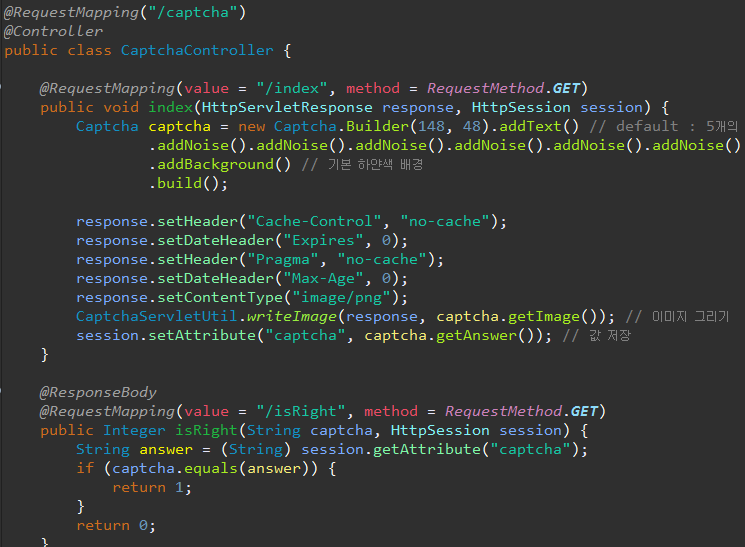 @RequestMapping("/captcha")
@Controller
public class CaptchaController {
@RequestMapping(value = "/index", method = RequestMethod.GET)
public void index(HttpServletResponse response, HttpSession session) {
Captcha captcha = new Captcha.Builder(148, 48).addText() // default : 5개의
.addNoise().addNoise().addNoise().addNoise().addNoise().addNoise()
.addBackground() // 기본 하얀색 배경
.build();
response.setHeader("Cache-Control", "no-cache");
response.setDateHeader("Expires", 0);
response.setHeader("Pragma", "no-cache");
response.setDateHeader("Max-Age", 0);
response.setContentType("image/png");
CaptchaServletUtil.writeImage(response, captcha.getImage()); // 이미지 그리기
session.setAttribute("captcha", captcha.getAnswer()); // 값 저장
}
@ResponseBody
@RequestMapping(value = "/isRight", method = RequestMethod.GET)
public Integer isRight(String captcha, HttpSession session) {
String answer = (String) session.getAttribute("captcha");
if (captcha.equals(answer)) {
return 1;
}
return 0;
}